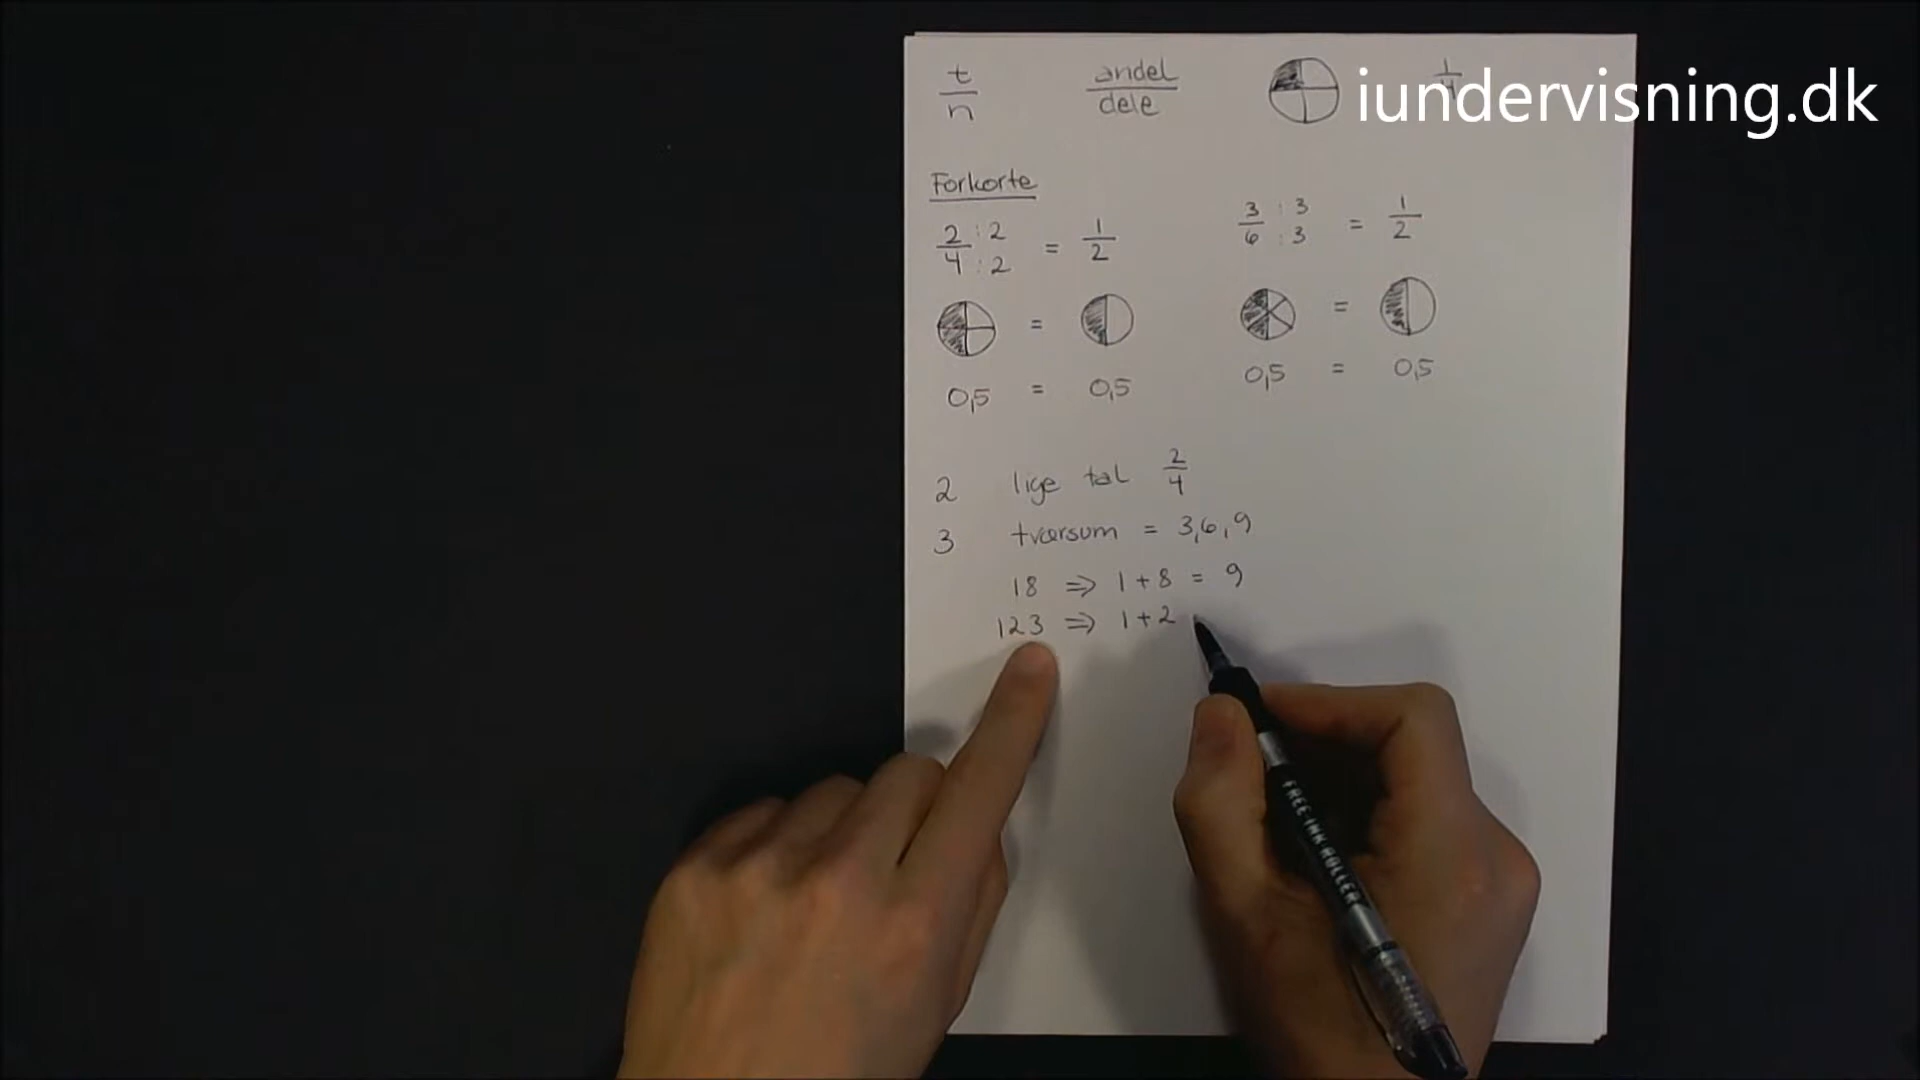 t/n andel/dele 1/4 iundervisning.dk
Forkorte
2/4 : 2 / : 2 = 1/2
3/6 : 3 / : 3 = 1/2
=
=
0,5 = 0,5
0,5 = 0,5
2 lige tal 2/4
3 tværsum = 3,6,9
18 => 1 + 8 = 9
123 => 1 + 2
FREE INK ROLLER